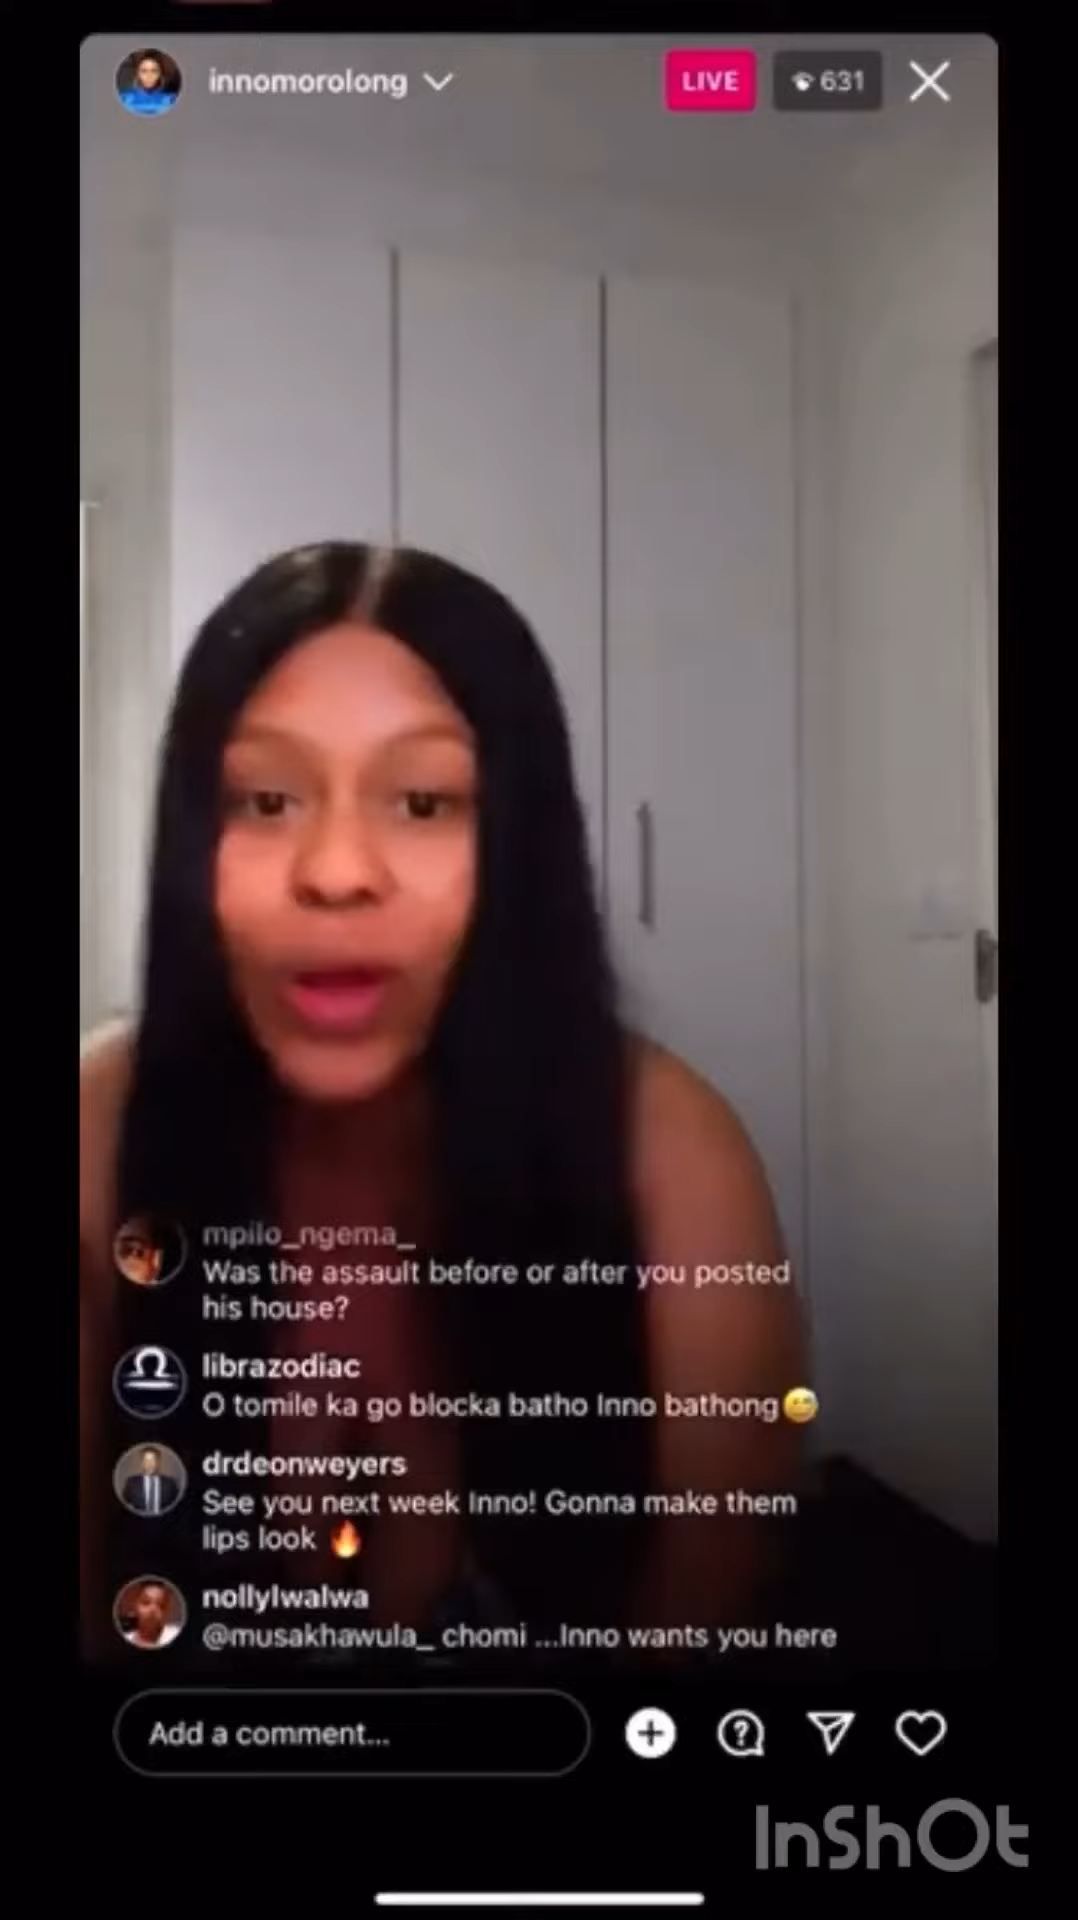 innomorolong
LIVE
631
mpilo_ngema_
Was the assault before or after you posted
his house?
librazodiac
O tomile ka go blocka batho Inno bathong😅
drdeonweyers
See you next week Inno! Gonna make them
lips look 🔥
nollylwalwa
@musakhawula_ chomi ...Inno wants you here
Add a comment...
InShOt